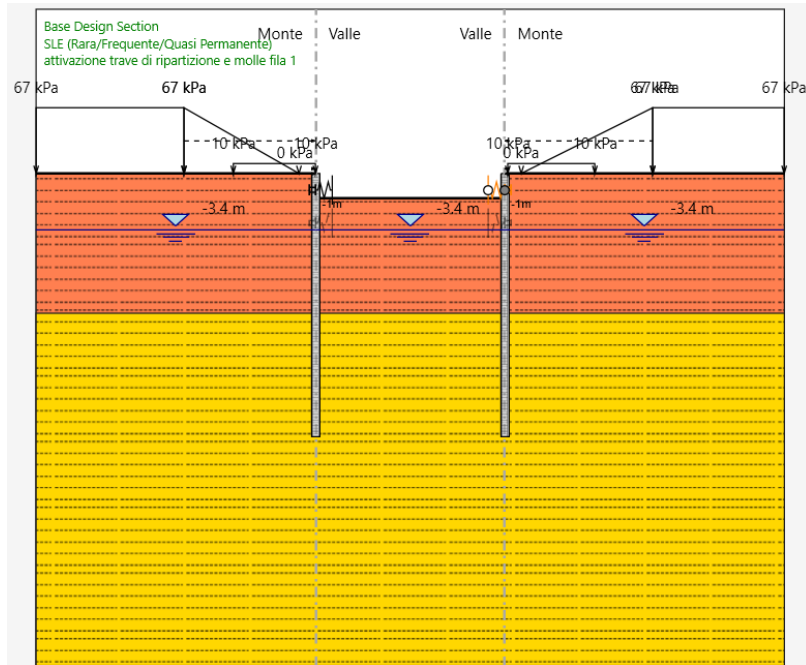 Base Design Section
SLE (Rara/Frequente/Quasi Permanente)
attivazione trave di ripartizione e molle fila 1
Monte Valle Valle Monte
67 kPa 67 kPa 67 kPa 67 kPa 67 kPa
10 kPa 10 kPa 10 kPa 10 kPa
0 kPa 0 kPa
-3.4 m -1m -3.4 m -1m -3.4 m